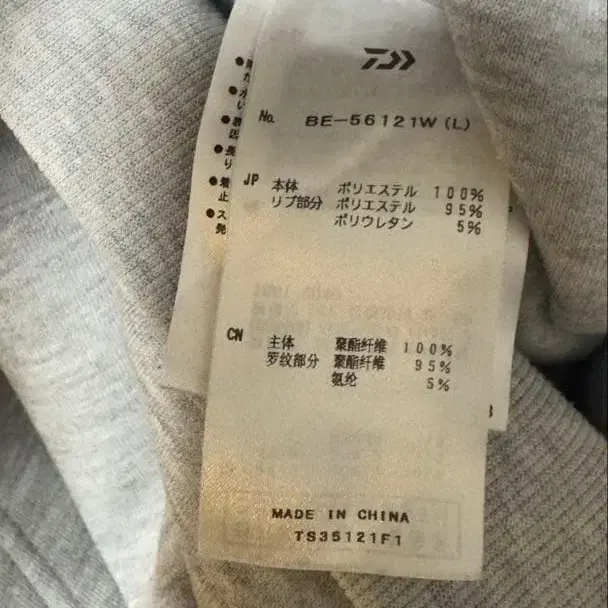 No. BE-56121W (L)
JP 本体 ポリエステル 100%
リブ部分 ポリエステル 95%
ポリウレタン 5%
CN 主体 聚酯纤维 100%
罗纹部分 聚酯纤维 95%
氨纶 5%
MADE IN CHINA
TS35121F1